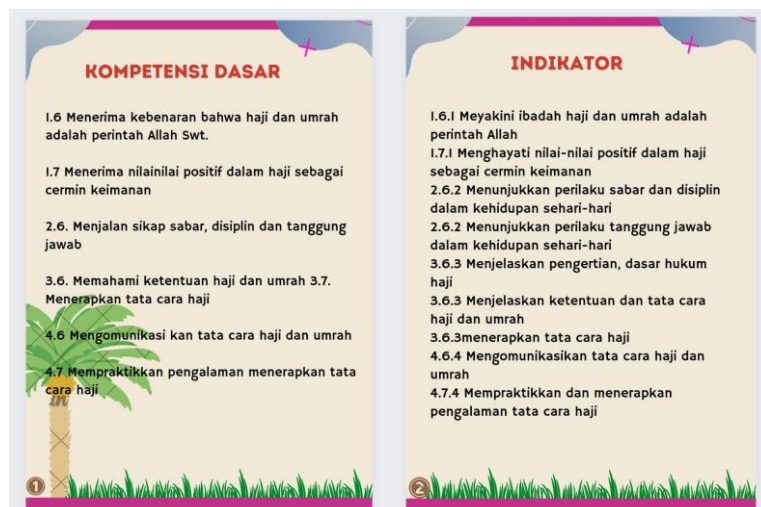 KOMPETENSI DASAR
1.6 Menerima kebenaran bahwa haji dan umrah
adalah perintah Allah Swt.
1.7 Menerima nilainilai positif dalam haji sebagai
cermin keimanan
2.6. Menjalan sikap sabar, disiplin dan tanggung
jawab
3.6. Memahami ketentuan haji dan umrah 3.7.
Menerapkan tata cara haji
4.6 Mengomunikasi kan tata cara haji dan umrah
4.7 Mempraktikkan pengalaman menerapkan tata
cara haji
in
1
INDIKATOR
1.6.1 Meyakini ibadah haji dan umrah adalah
perintah Allah
1.7.1 Menghayati nilai-nilai positif dalam haji
sebagai cermin keimanan
2.6.2 Menunjukkan perilaku sabar dan disiplin
dalam kehidupan sehari-hari
2.6.2 Menunjukkan perilaku tanggung jawab
dalam kehidupan sehari-hari
3.6.3 Menjelaskan pengertian, dasar hukum
haji
3.6.3 Menjelaskan ketentuan dan tata cara
haji dan umrah
3.6.3menerapkan tata cara haji
4.6.4 Mengomunikasikan tata cara haji dan
umrah
4.7.4 Mempraktikkan dan menerapkan
pengalaman tata cara haji
2